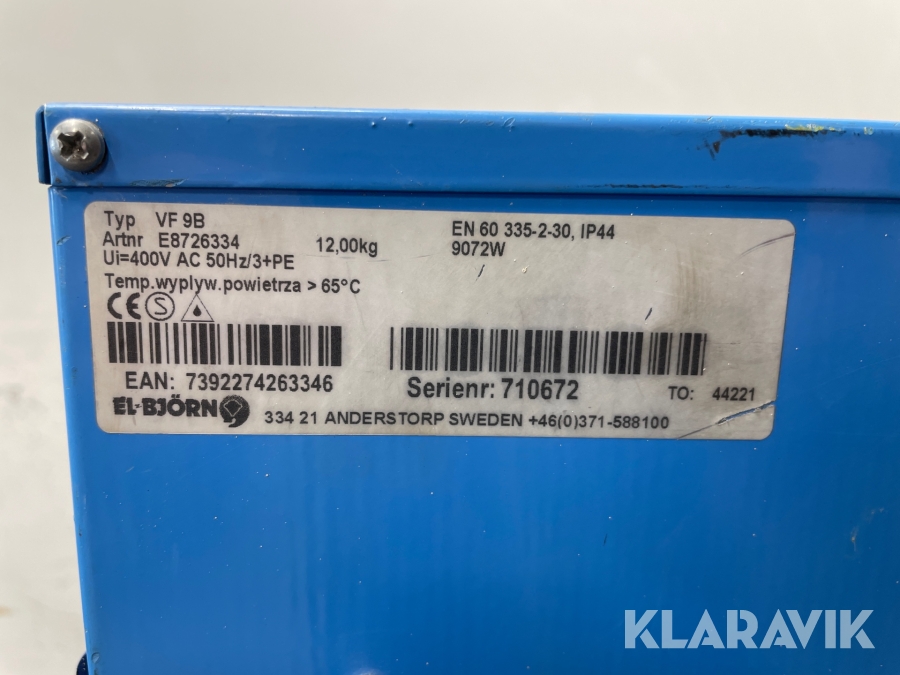 Typ VF 9B
Artnr E8726334 12,00kg
Ui=400V AC 50Hz/3+PE
EN 60 335-2-30, IP44
9072W
Temp.wyplyw.powietrza > 65°C
CE S
EAN: 7392274263346
Serienr: 710672
TO: 44221
EL-BJÖRN
334 21 ANDERSTORP SWEDEN +46(0)371-588100
KLARAVIK